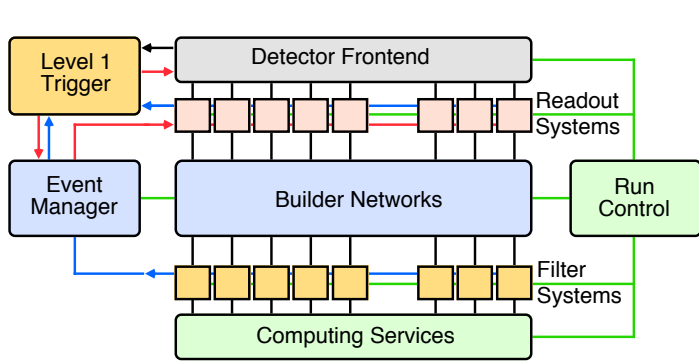 Level 1
Trigger
Detector Frontend
Readout
Systems
Event
Manager
Builder Networks
Run
Control
Filter
Systems
Computing Services